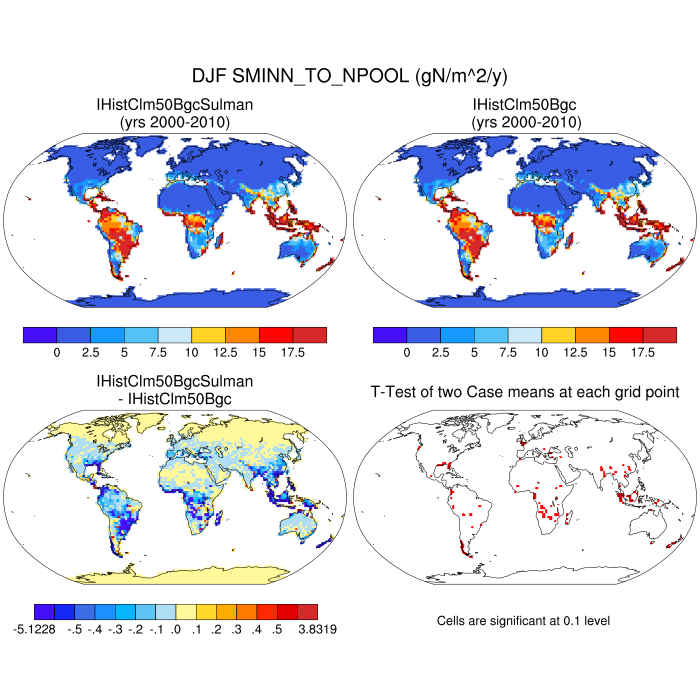 DJF SMINN_TO_NPOOL (gN/m^2/y)
IHistClm50BgcSulman
(yrs 2000-2010)
IHistClm50Bgc
(yrs 2000-2010)
0 2.5 5 7.5 10 12.5 15 17.5
0 2.5 5 7.5 10 12.5 15 17.5
IHistClm50BgcSulman
- IHistClm50Bgc
T-Test of two Case means at each grid point
-5.1228 -.5 -.4 -.3 -.2 -.1 .0 .1 .2 .3 .4 .5 3.8319
Cells are significant at 0.1 level